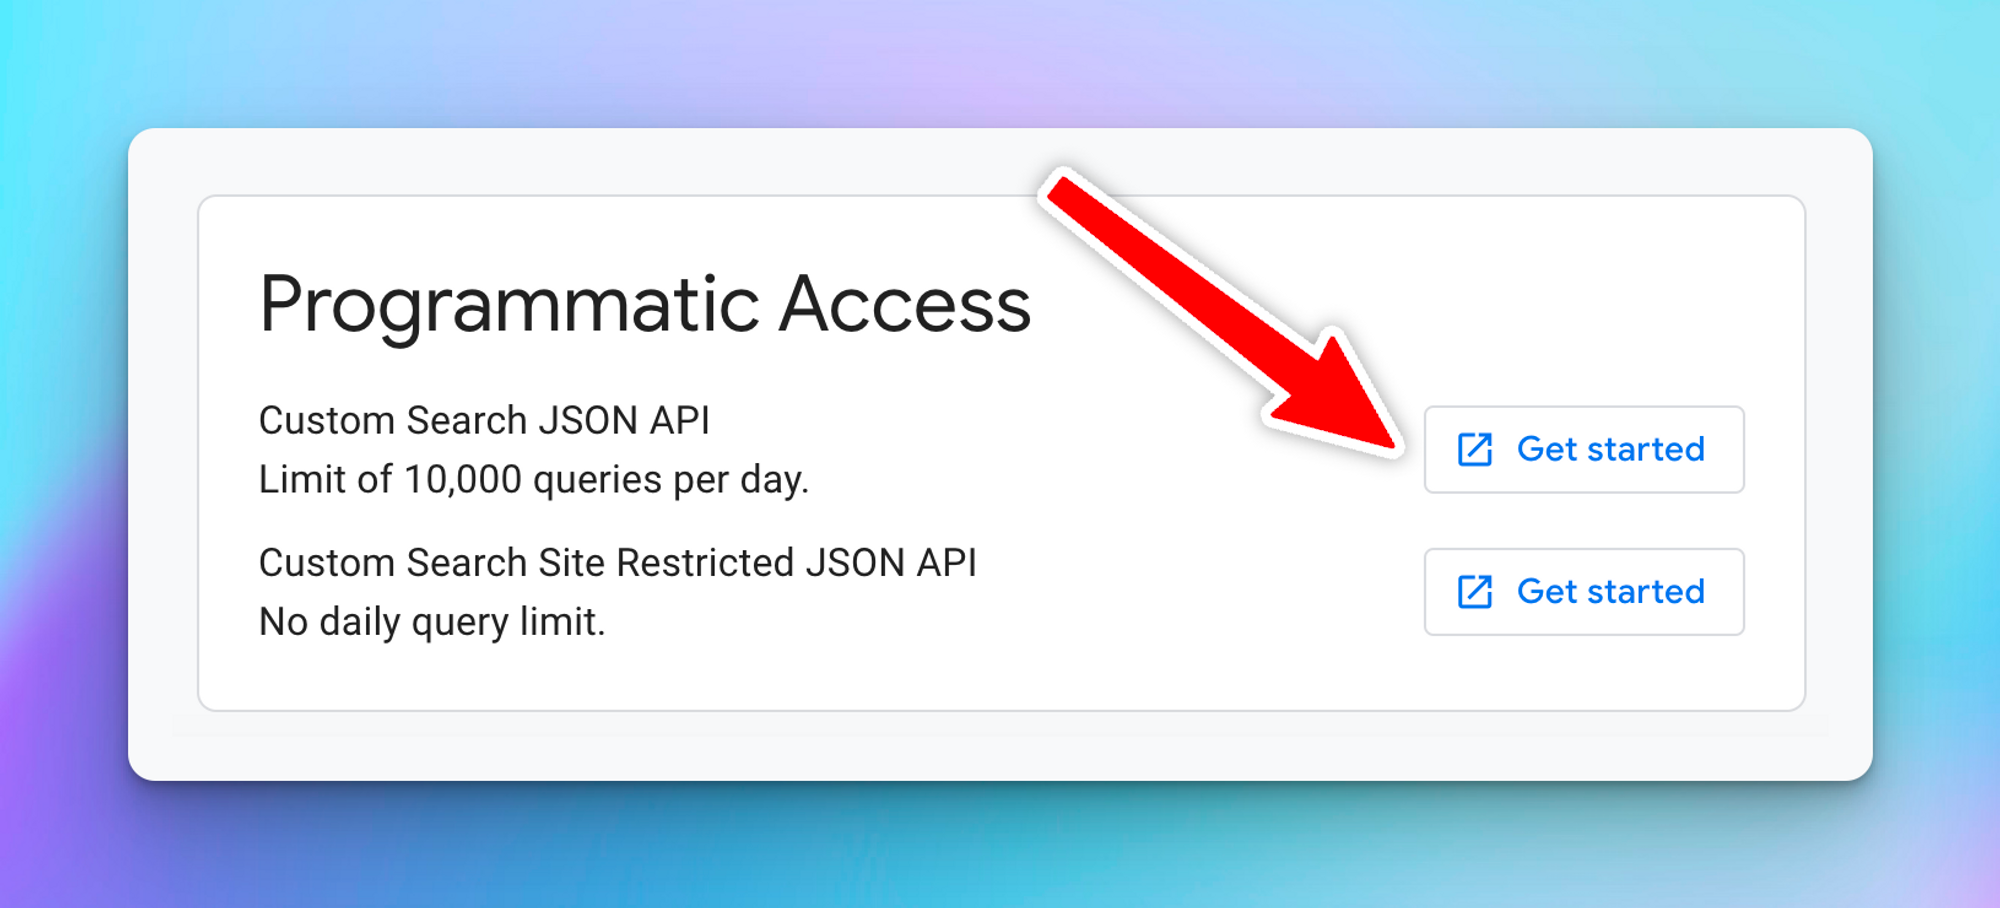 Programmatic Access
Custom Search JSON API
Limit of 10,000 queries per day.
Get started
Custom Search Site Restricted JSON API
No daily query limit.
Get started